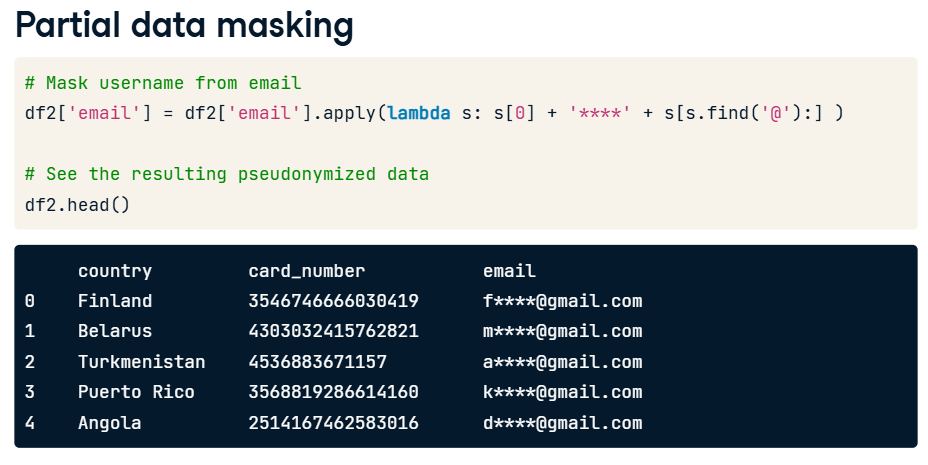 Partial data masking
# Mask username from email
df2['email'] = df2['email'].apply(lambda s: s[0] + '****' + s[s.find('@'):] )
# See the resulting pseudonymized data
df2.head()
country card_number email
0 Finland 3546746666030419 f****@gmail.com
1 Belarus 4303032415762821 m****@gmail.com
2 Turkmenistan 4536883671157 a****@gmail.com
3 Puerto Rico 3568819286614160 k****@gmail.com
4 Angola 2514167462583016 d****@gmail.com